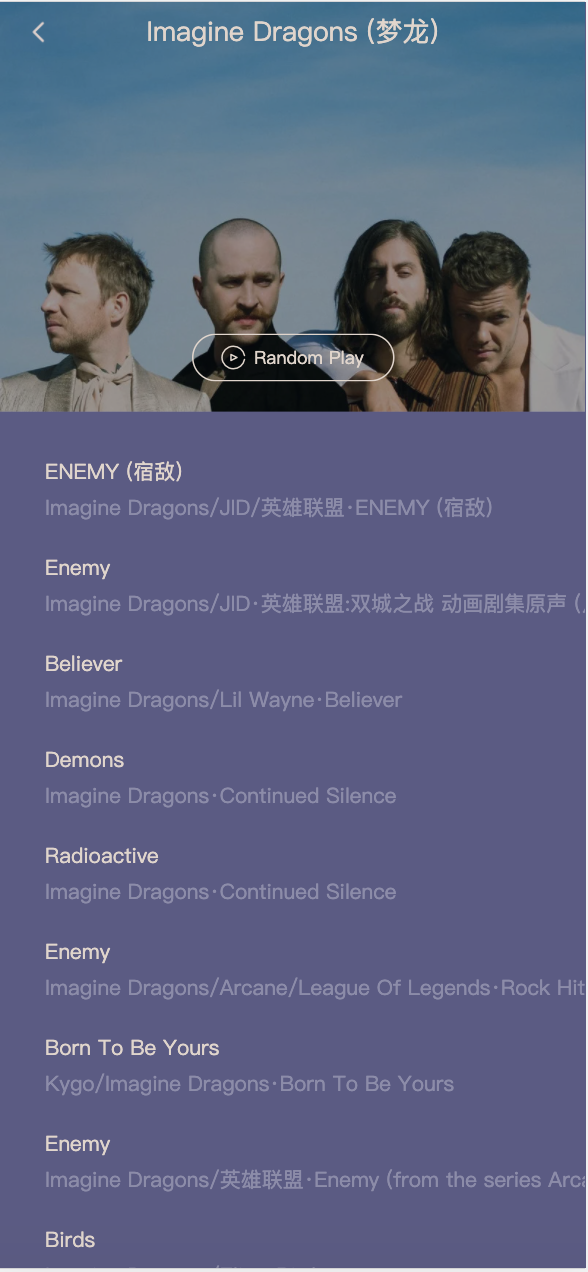 Imagine Dragons (梦龙)
Random Play
ENEMY (宿敌)
Imagine Dragons/JID/英雄联盟·ENEMY (宿敌)
Enemy
Imagine Dragons/JID·英雄联盟:双城之战 动画剧集原声 (
Believer
Imagine Dragons/Lil Wayne·Believer
Demons
Imagine Dragons·Continued Silence
Radioactive
Imagine Dragons·Continued Silence
Enemy
Imagine Dragons/Arcane/League Of Legends·Rock Hit
Born To Be Yours
Kygo/Imagine Dragons·Born To Be Yours
Enemy
Imagine Dragons/英雄联盟·Enemy (from the series Arca
Birds